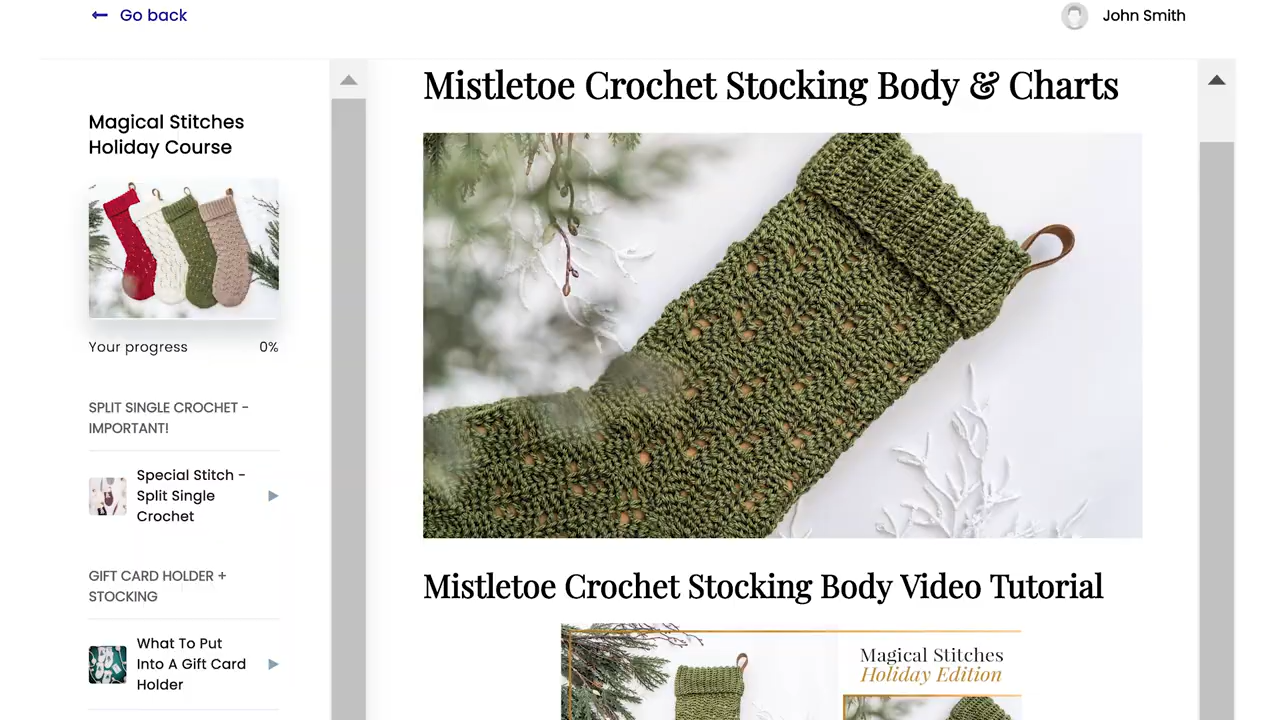 Go back
John Smith
Magical Stitches
Holiday Course
Your progress 0%
SPLIT SINGLE CROCHET -
IMPORTANT!
Special Stitch -
Split Single
Crochet
GIFT CARD HOLDER +
STOCKING
What To Put
Into A Gift Card
Holder
Mistletoe Crochet Stocking Body & Charts
Mistletoe Crochet Stocking Body Video Tutorial
Magical Stitches
Holiday Edition